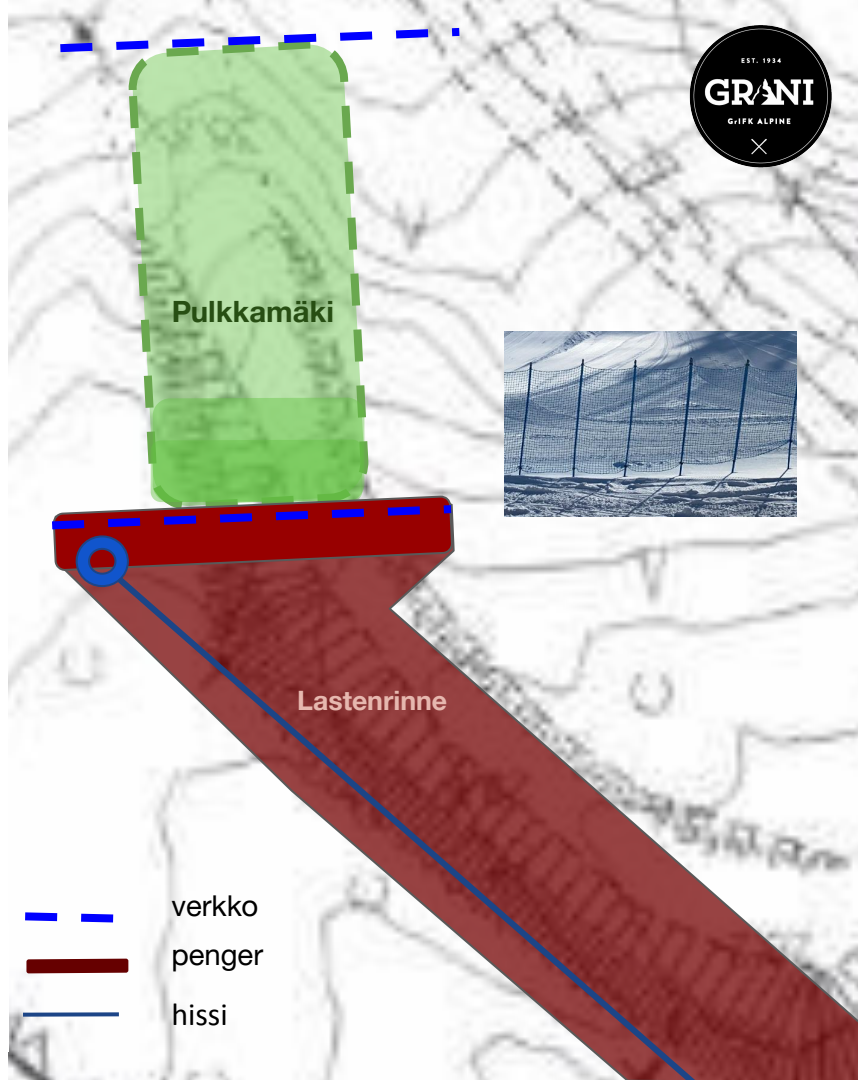 EST. 1934
GRANI
GrIFK ALPINE
Pulkkamäki
Lastenrinne
verkko
penger
hissi